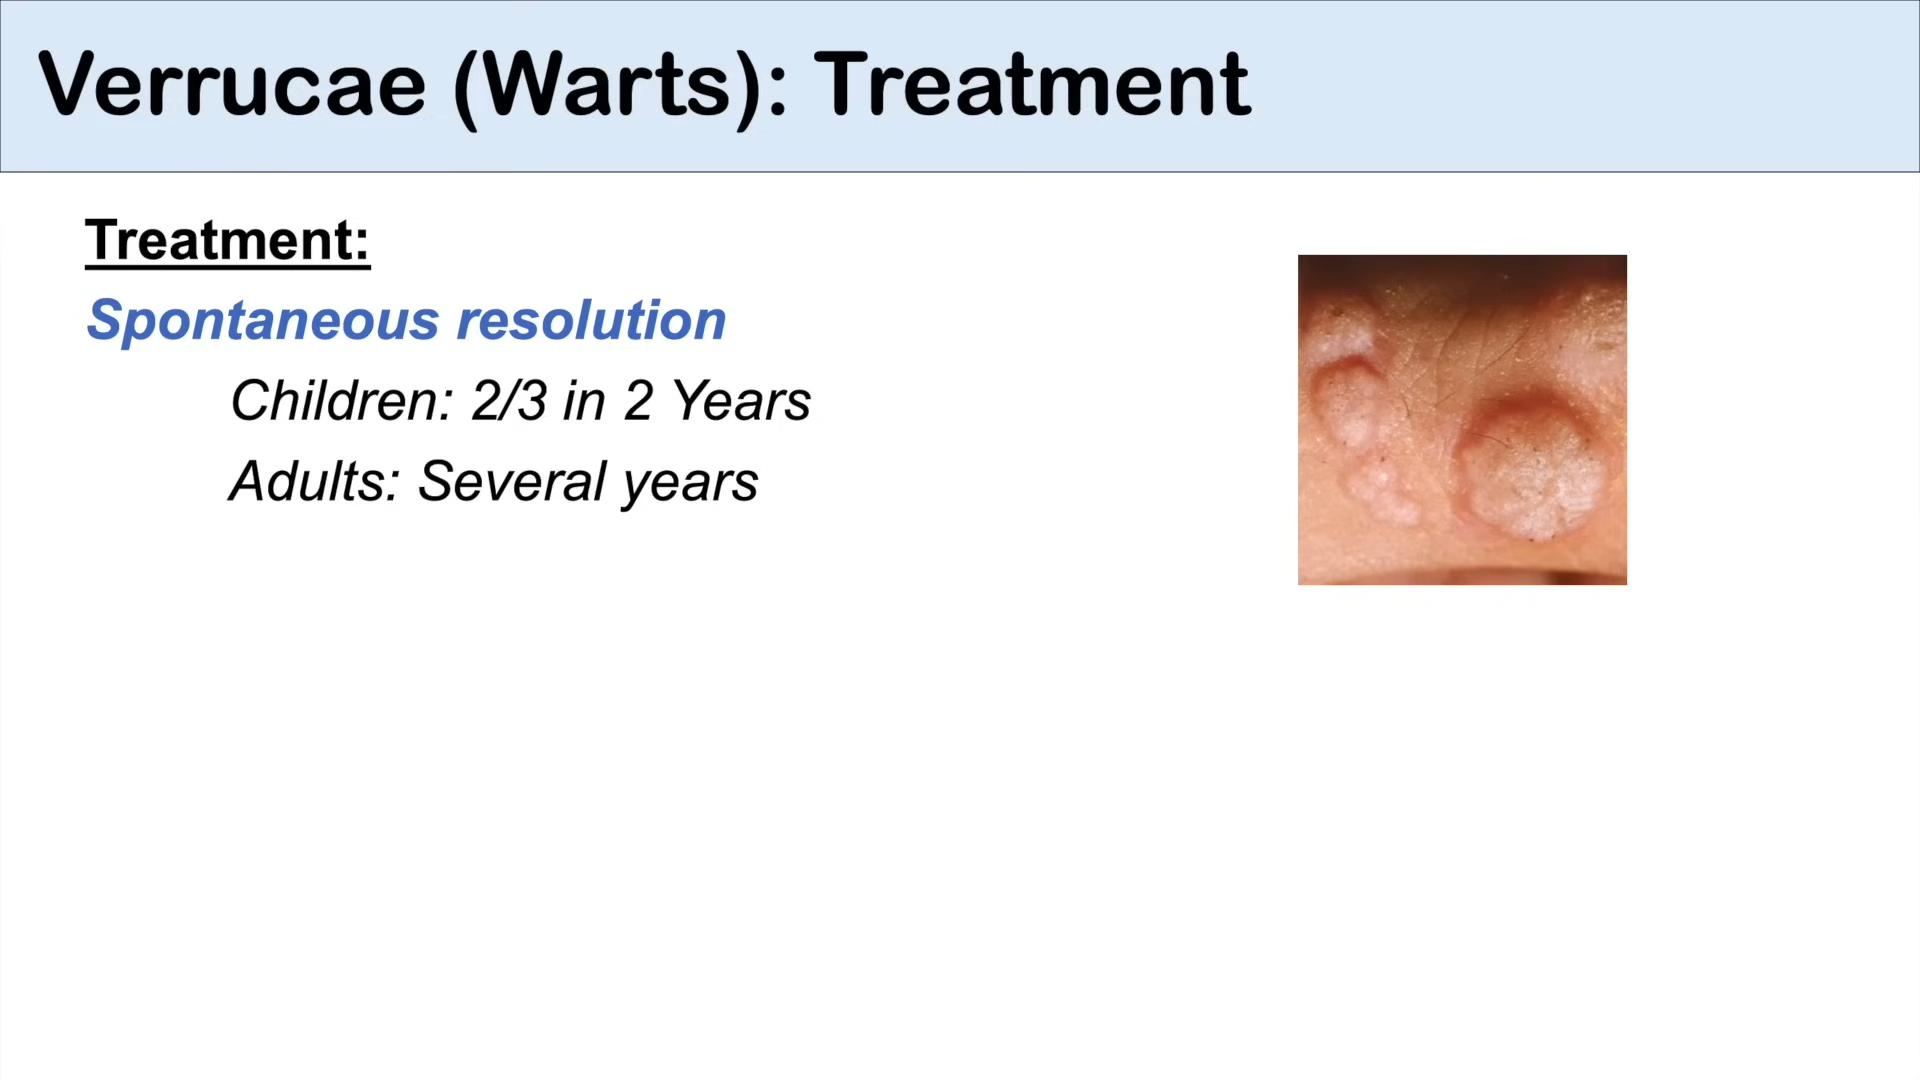 Verrucae (Warts): Treatment
Treatment:
Spontaneous resolution
Children: 2/3 in 2 Years
Adults: Several years